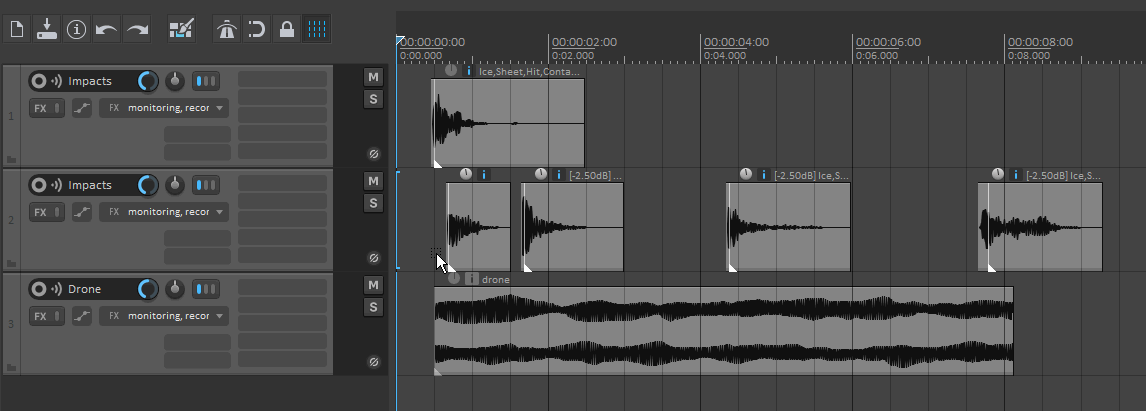 00:00:00:00 00:00:02:00 00:00:04:00 00:00:06:00 00:00:08:00
0:00.000 0:02.000 0:04.000 0:06.000 0:08.000
1
Impacts
M
S
FX
FX monitoring, recor
Ice,Sheet,Hit,Conta...
2
Impacts
M
S
FX
FX monitoring, recor
[-2.50dB] ...
[-2.50dB] Ice,S...
[-2.50dB] Ice,S...
3
Drone
M
S
FX
FX monitoring, recor
drone